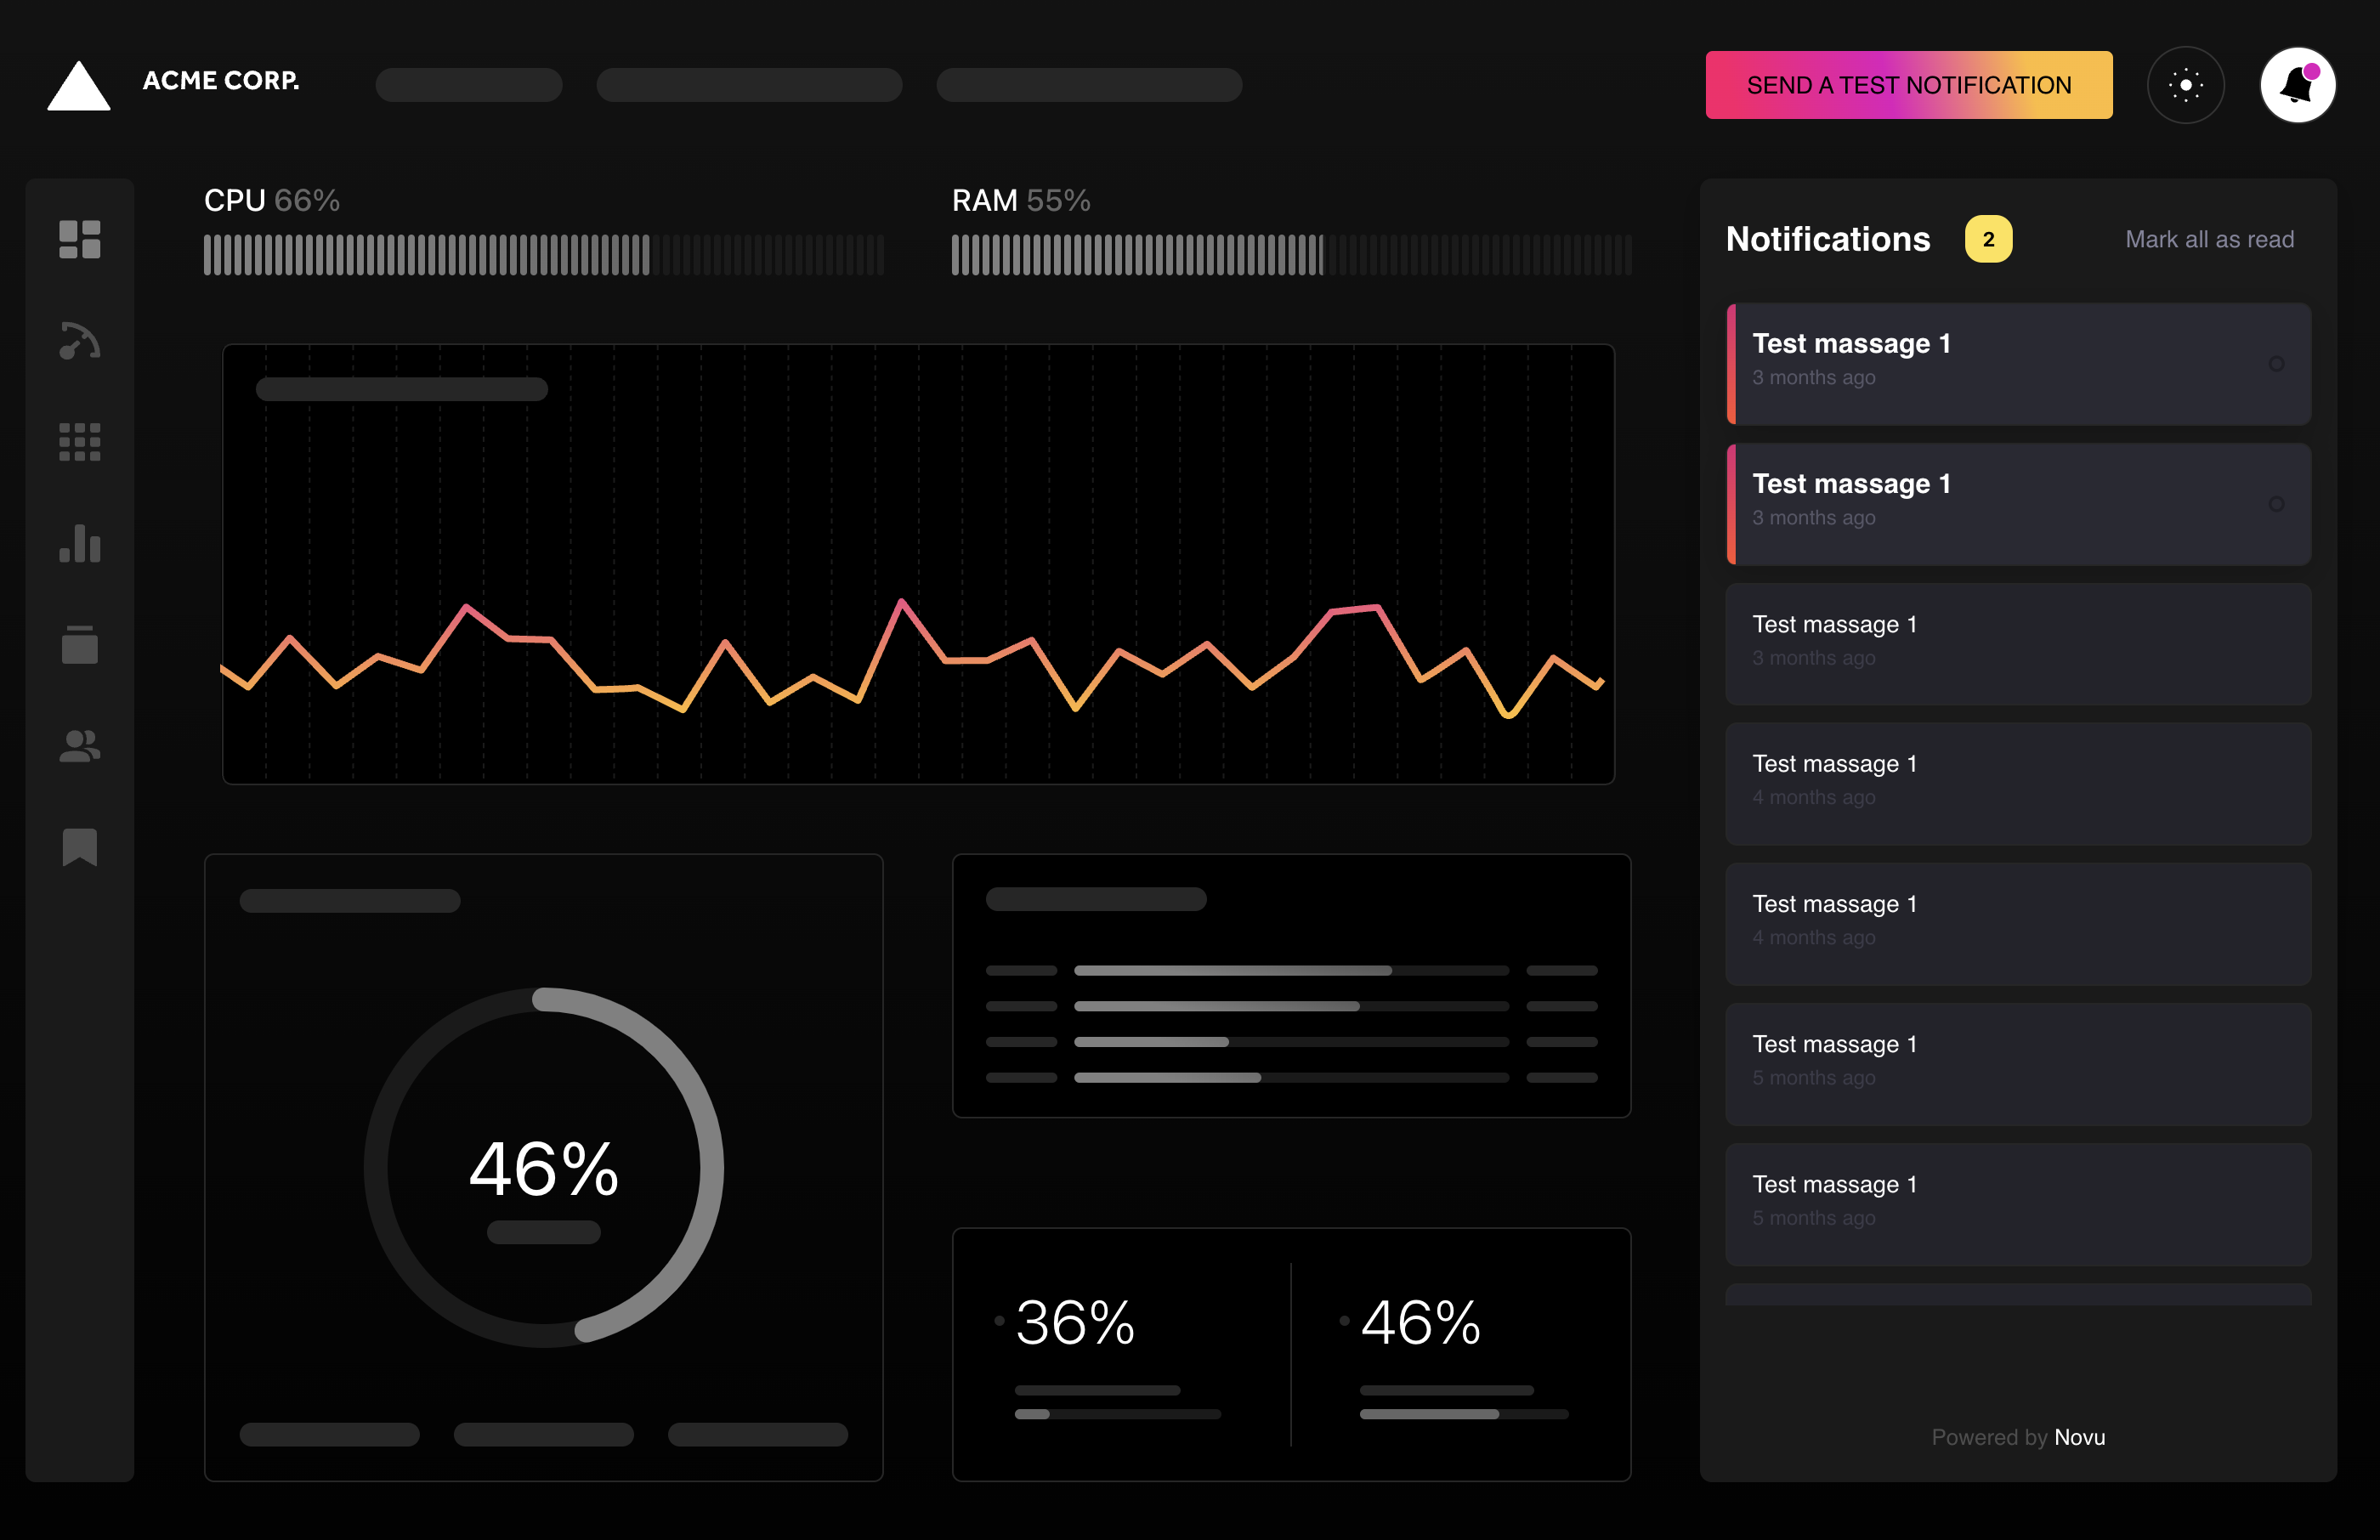 ACME CORP.
SEND A TEST NOTIFICATION
CPU 66%
RAM 55%
46%
36%
46%
Notifications 2 Mark all as read
Test massage 1
3 months ago
Test massage 1
3 months ago
Test massage 1
3 months ago
Test massage 1
4 months ago
Test massage 1
4 months ago
Test massage 1
5 months ago
Test massage 1
5 months ago
Powered by Novu